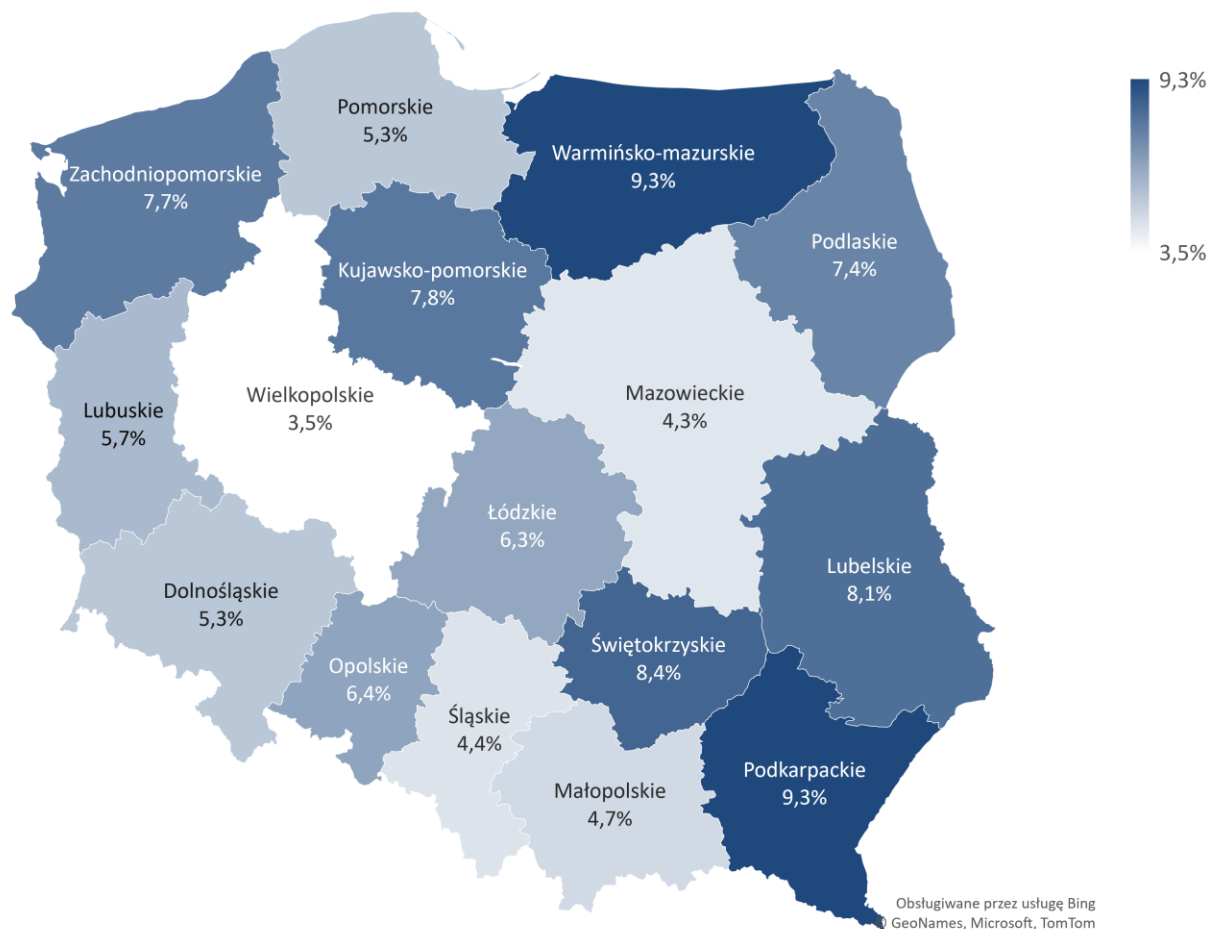 9,3%
Pomorskie
5,3%
Warmińsko-mazurskie
9,3%
Zachodniopomorskie
7,7%
Podlaskie
7,4%
3,5%
Kujawsko-pomorskie
7,8%
Wielkopolskie
3,5%
Mazowieckie
4,3%
Lubuskie
5,7%
Łódzkie
6,3%
Lubelskie
8,1%
Dolnośląskie
5,3%
Świętokrzyskie
8,4%
Opolskie
6,4%
Śląskie
4,4%
Podkarpackie
9,3%
Małopolskie
4,7%
Obsługiwane przez usługę Bing
© GeoNames, Microsoft, TomTom